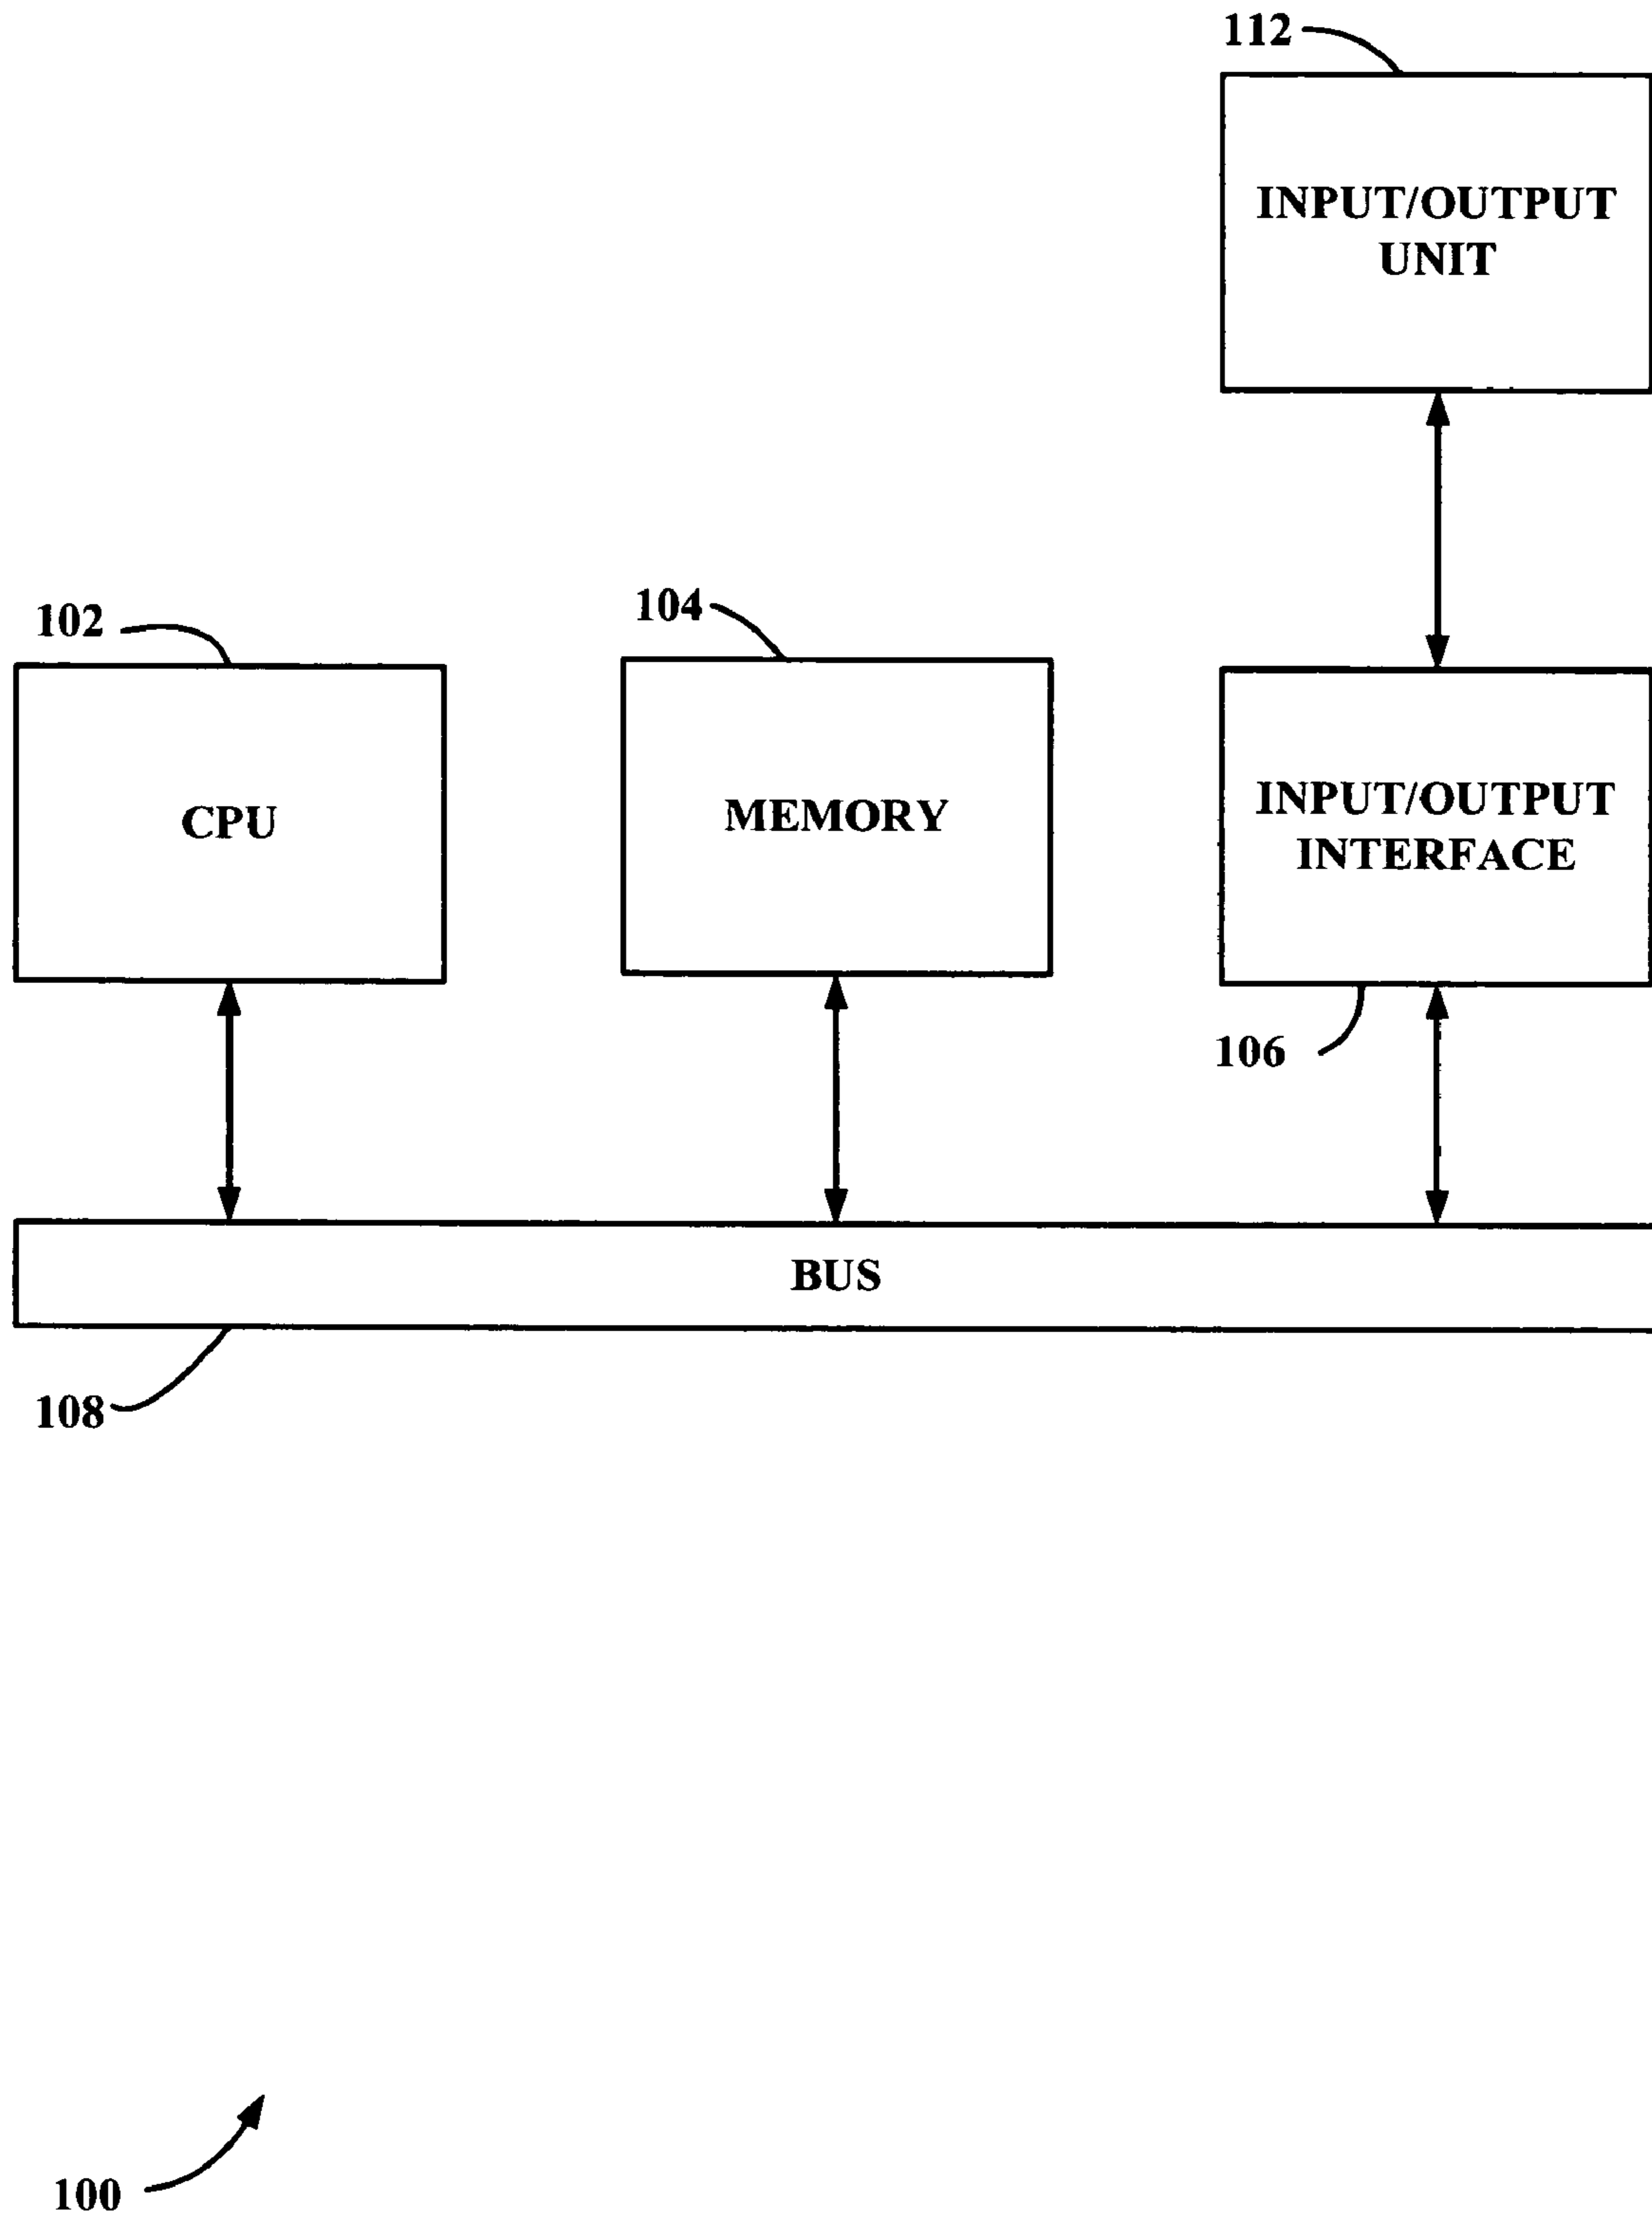 112
INPUT/OUTPUT
UNIT
102
104
CPU
MEMORY
INPUT/OUTPUT
INTERFACE
106
BUS
108
100